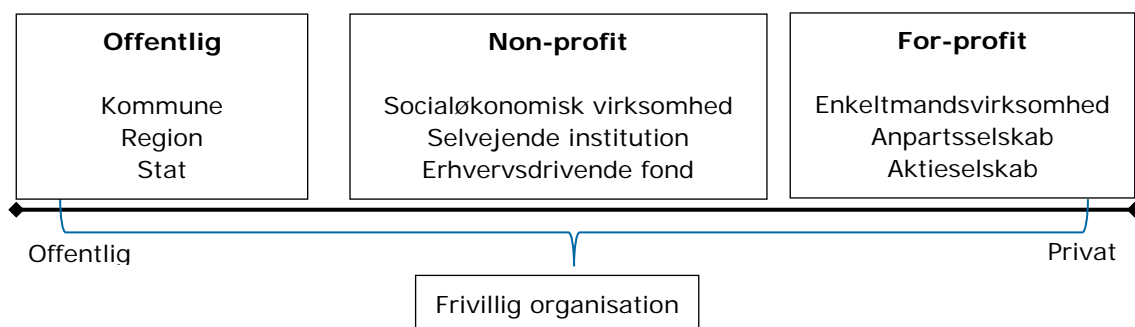 Offentlig
Kommune
Region
Stat
Non-profit
Socialøkonomisk virksomhed
Selvejende institution
Erhvervsdrivende fond
For-profit
Enkeltmandsvirksomhed
Anpartsselskab
Aktieselskab
Offentlig
Privat
Frivillig organisation